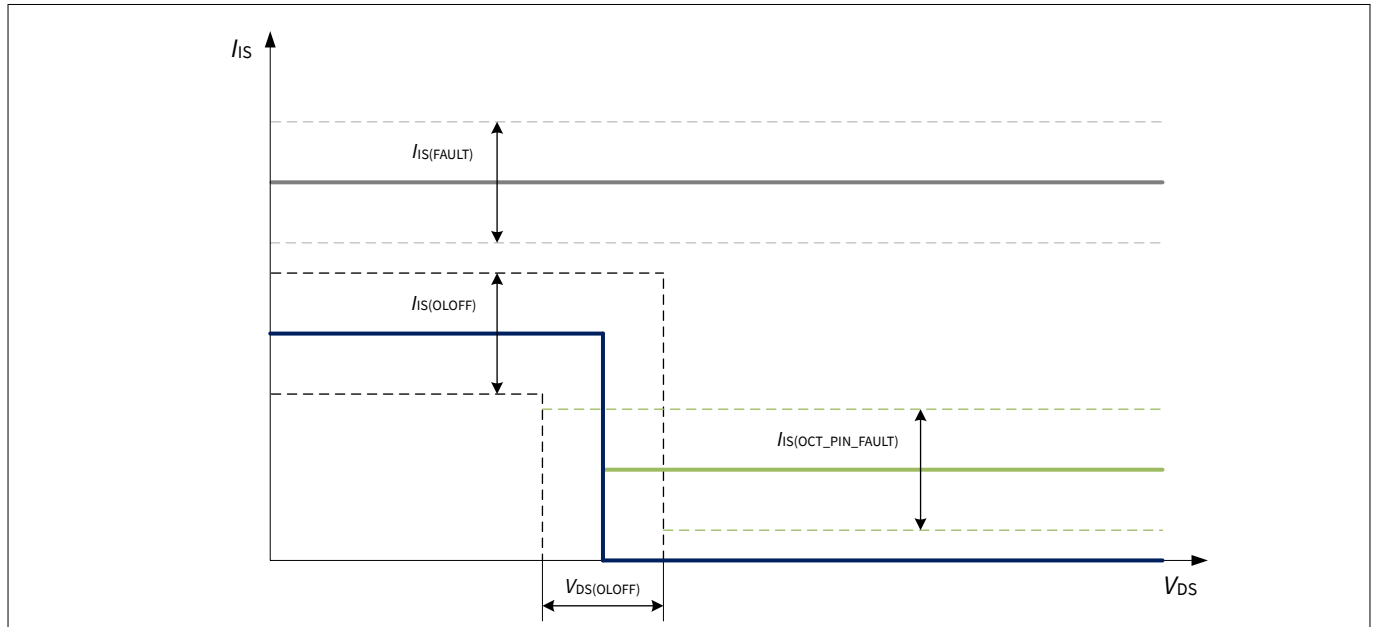 IIS
IIS(FAULT)
IIS(OLOFF)
IIS(OCT_PIN_FAULT)
VDS(OLOFF)
VDS